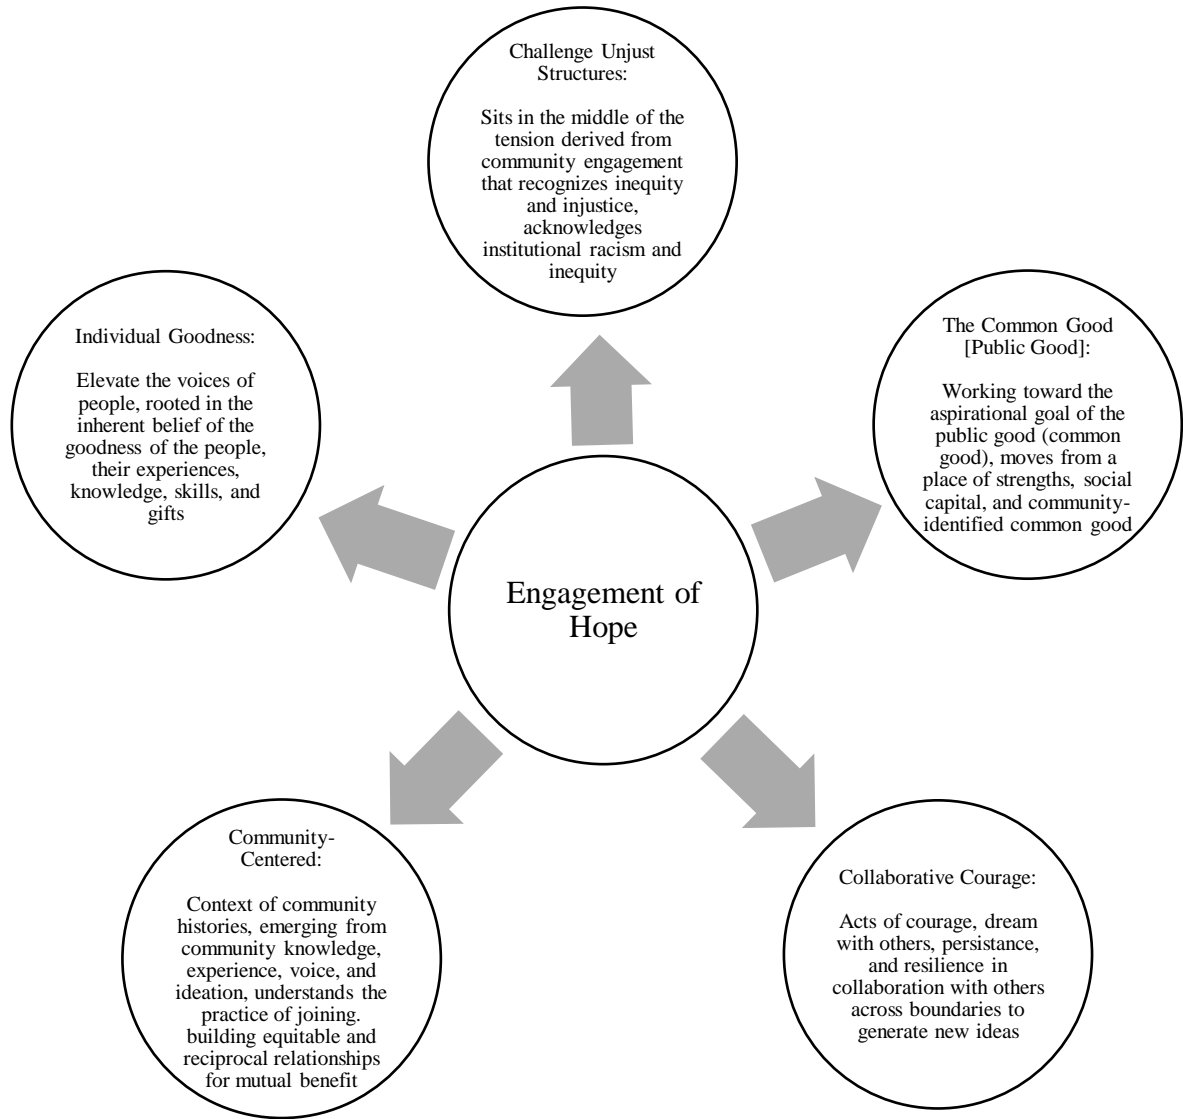 Challenge Unjust
Structures:
Sits in the middle of the
tension derived from
community engagement
that recognizes inequity
and injustice,
acknowledges
institutional racism and
inequity
Individual Goodness:
Elevate the voices of
people, rooted in the
inherent belief of the
goodness of the people,
their experiences,
knowledge, skills, and
gifts
The Common Good
[Public Good]:
Working toward the
aspirational goal of the
public good (common
good), moves from a
place of strengths, social
capital, and community-
identified common good
Engagement of
Hope
Community-
Centered:
Context of community
histories, emerging from
community knowledge,
experience, voice, and
ideation, understands the
practice of joining.
building equitable and
reciprocal relationships
for mutual benefit
Collaborative Courage:
Acts of courage, dream
with others, persistance,
and resilience in
collaboration with others
across boundaries to
generate new ideas